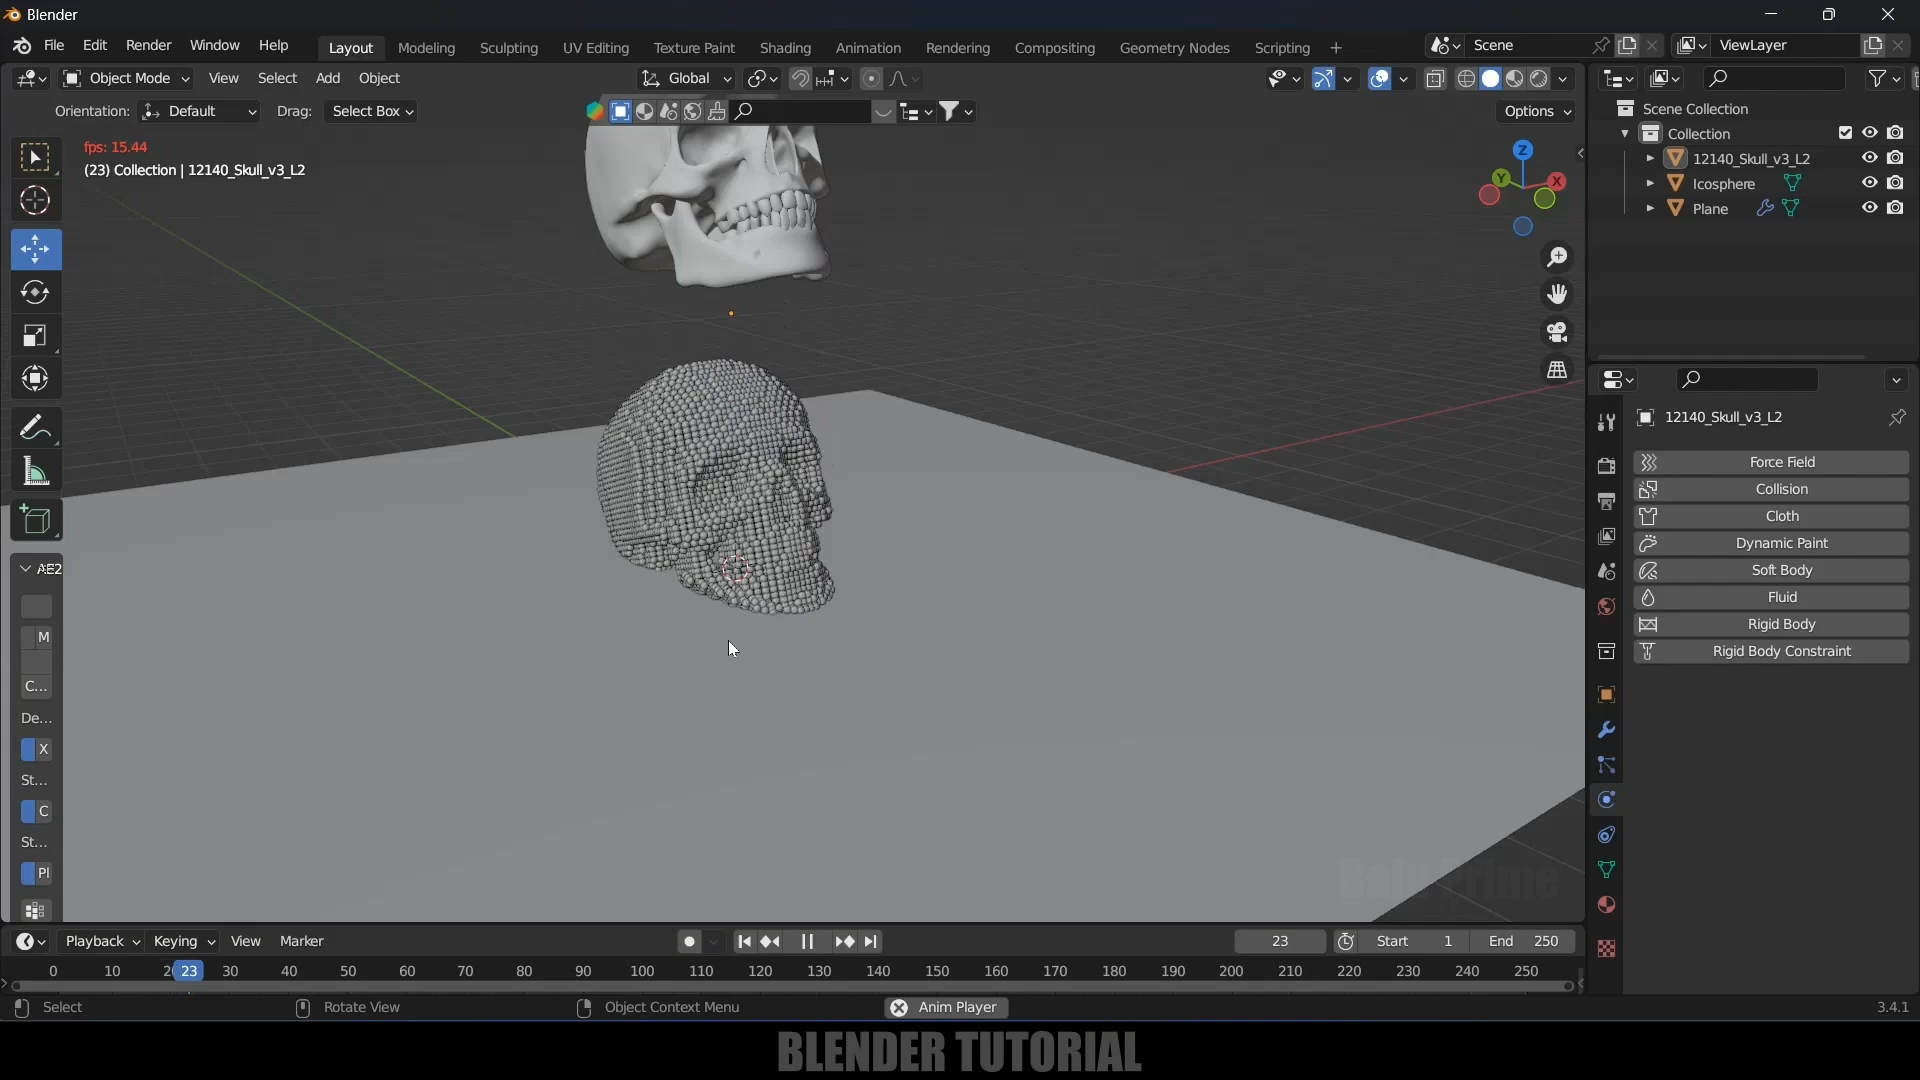 Blender
File Edit Render Window Help Layout Modeling Sculpting UV Editing Texture Paint Shading Animation Rendering Compositing Geometry Nodes Scripting + Scene ViewLayer
Object Mode View Select Add Object Global
Orientation: Default Drag: Select Box Options
fps: 15.44
(23) Collection | 12140_Skull_v3_L2
Z
Y
X
Scene Collection
Collection
12140_Skull_v3_L2
Icosphere
Plane
12140_Skull_v3_L2
Force Field
Collision
Cloth
Dynamic Paint
Soft Body
Fluid
Rigid Body
Rigid Body Constraint
M
C...
De...
X
St...
C
St...
Pl
Playback Keying View Marker 23 Start 1 End 250
0 10 23 30 40 50 60 70 80 90 100 110 120 130 140 150 160 170 180 190 200 210 220 230 240 250
Select Rotate View Object Context Menu Anim Player 3.4.1
BLENDER TUTORIAL